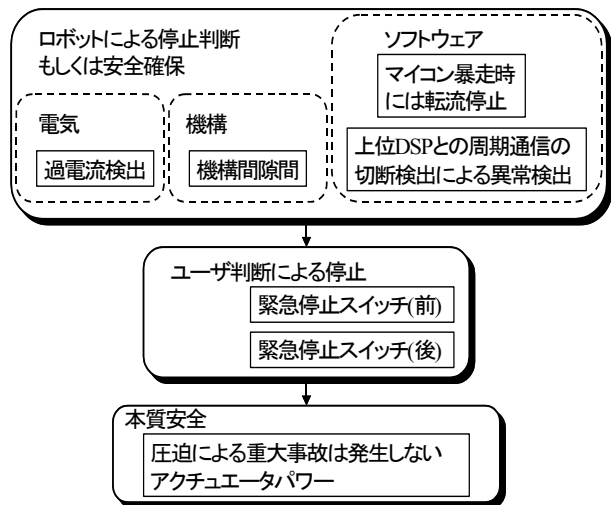 ロボットによる停止判断
もしくは安全確保
電気
過電流検出
機構
機構間隙間
ソフトウェア
マイコン暴走時
には転流停止
上位DSPとの周期通信の
切断検出による異常検出
ユーザ判断による停止
緊急停止スイッチ(前)
緊急停止スイッチ(後)
本質安全
圧迫による重大事故は発生しない
アクチュエータパワー